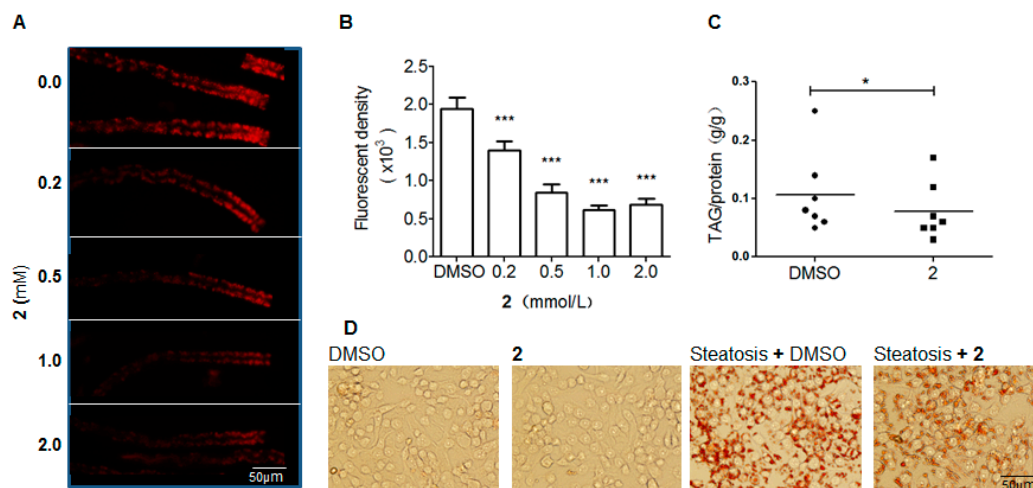 A
0.0
0.2
0.5
1.0
2.0
2 (mM)
50μm
B
Fluorescent density
( x10³)
2.5
2.0
1.5
1.0
0.5
0.0
***
***
***
***
DMSO 0.2 0.5 1.0 2.0
2 (mmol/L)
C
TAG/protein (g/g)
0.3
0.2
0.1
0.0
*
DMSO 2
D
DMSO 2 Steatosis + DMSO Steatosis + 2
50μm